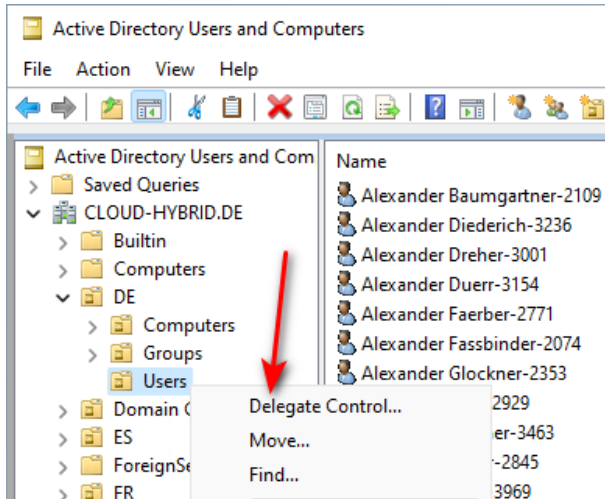 Active Directory Users and Computers
File Action View Help
Active Directory Users and Com
Saved Queries
CLOUD-HYBRID.DE
Builtin
Computers
DE
Computers
Groups
Users
Domain C
ES
ForeignSe
FR
Name
Alexander Baumgartner-2109
Alexander Diederich-3236
Alexander Dreher-3001
Alexander Duerr-3154
Alexander Faerber-2771
Alexander Fassbinder-2074
Alexander Glockner-2353
2929
er-3463
-2845
3969
Delegate Control...
Move...
Find...